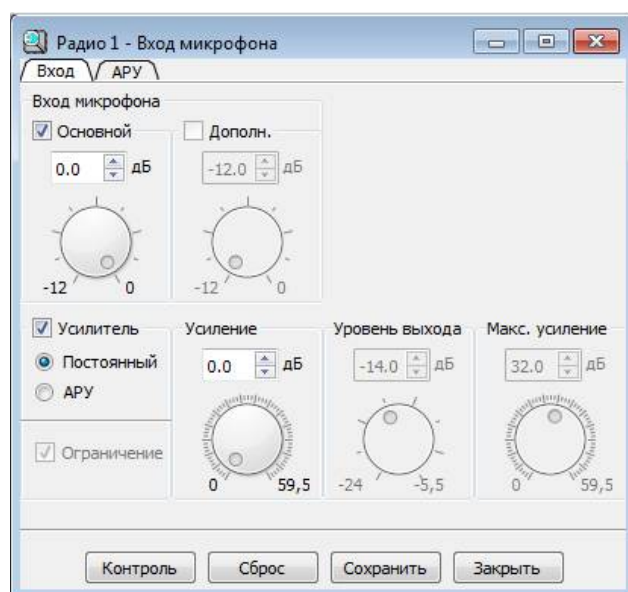 Радио 1 - Вход микрофона
Вход АРУ
Вход микрофона
Основной Дополн.
0.0 дБ -12.0 дБ
-12 0 -12 0
Усилитель Усиление Уровень выхода Макс. усиление
Постоянный 0.0 дБ -14.0 дБ 32.0 дБ
АРУ
Ограничение
0 59,5 -24 -5,5 0 59,5
Контроль Сброс Сохранить Закрыть